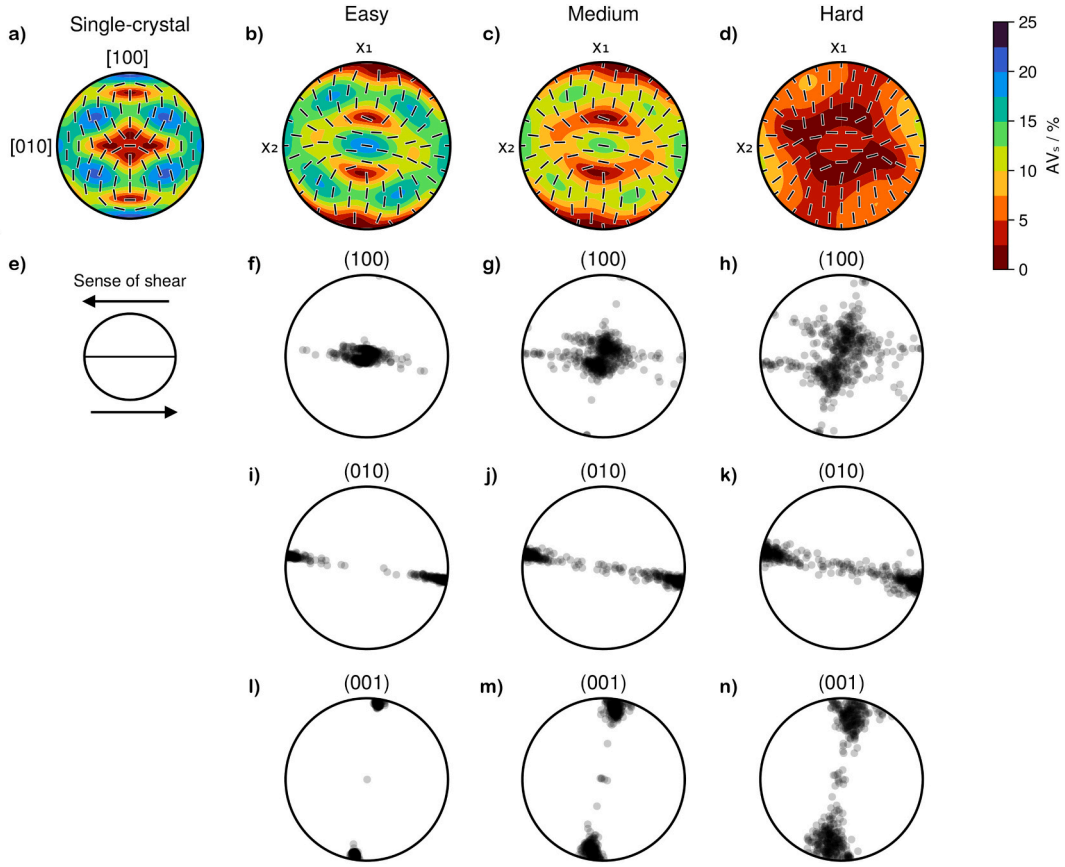 Easy
Medium
Hard
a)
Single-crystal
b)
c)
d)
[100]
X₁
X₁
X₁
[010]
X₂
X₂
X₂
25
20
15
10
5
0
AVₛ / %
e)
Sense of shear
f)
(100)
g)
(100)
h)
(100)
i)
(010)
j)
(010)
k)
(010)
l)
(001)
m)
(001)
n)
(001)